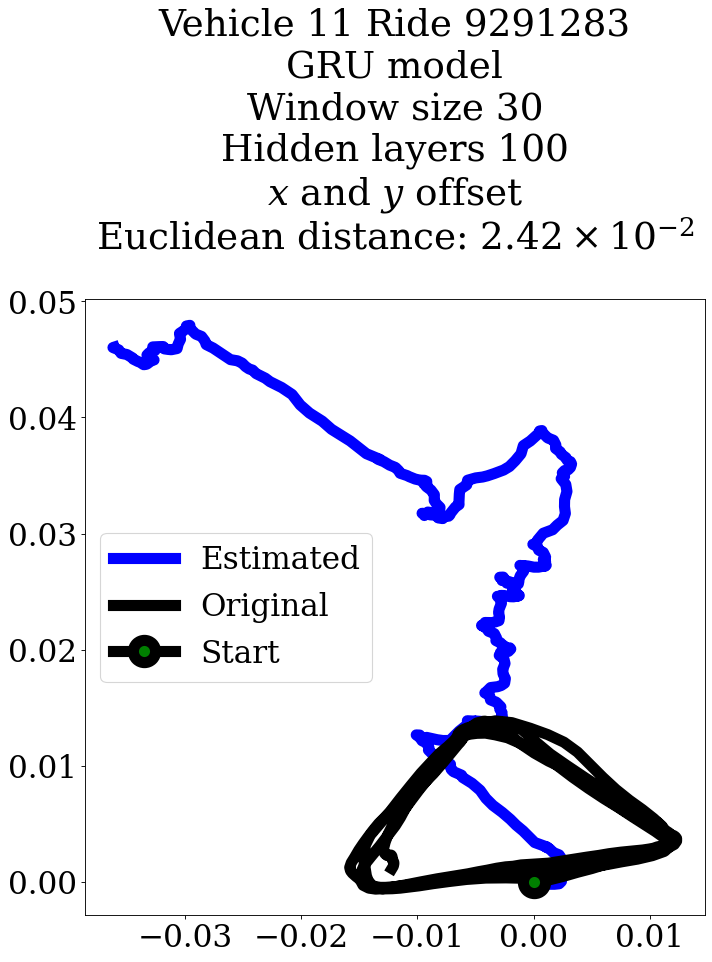 Vehicle 11 Ride 9291283
GRU model
Window size 30
Hidden layers 100
x and y offset
Euclidean distance: 2.42 × 10⁻²
0.05
0.04
0.03
0.02
0.01
0.00
Estimated
Original
Start
−0.03 −0.02 −0.01 0.00 0.01